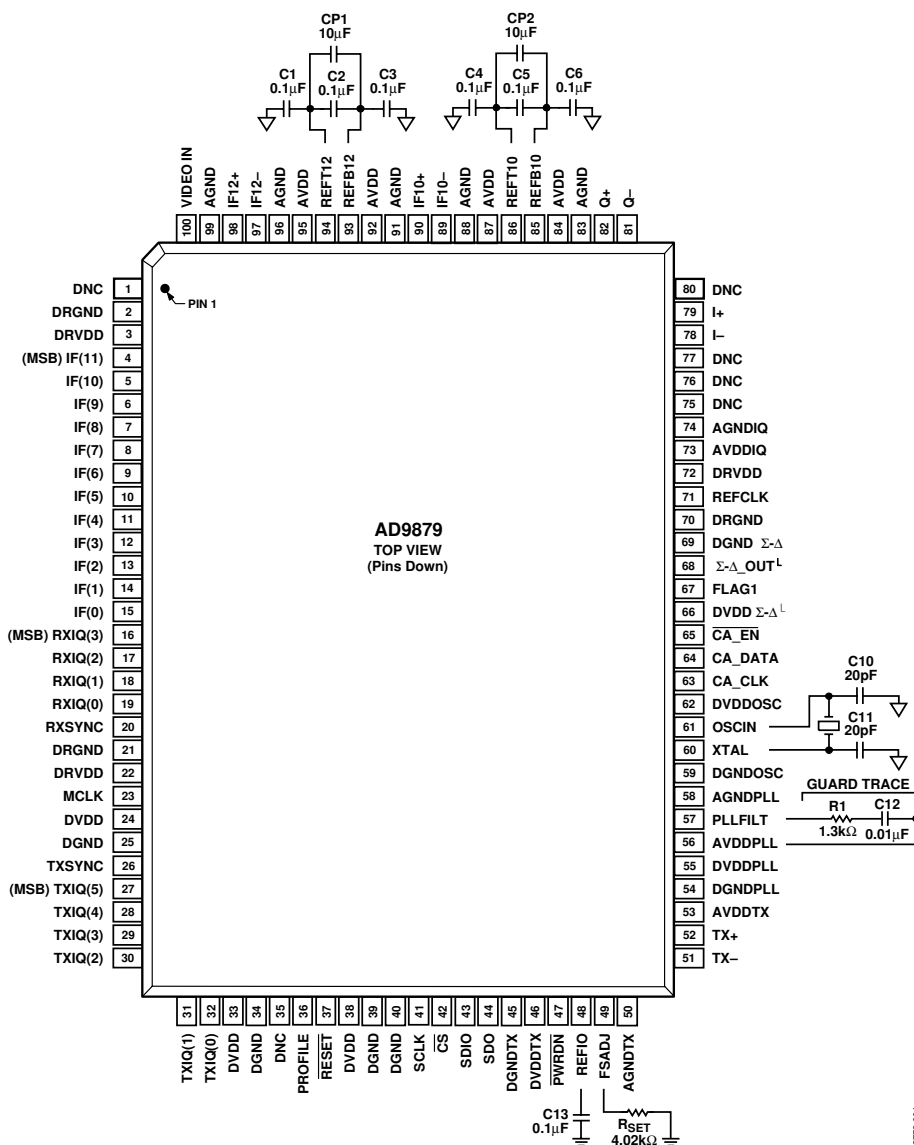 CP1
10μF
C1
0.1μF
C2
0.1μF
C3
0.1μF
CP2
10μF
C4
0.1μF
C5
0.1μF
C6
0.1μF
VIDEO IN
AGND
IF12+
IF12–
AGND
AVDD
REFT12
REFB12
AVDD
AGND
IF10+
IF10–
AGND
AVDD
REFT10
REFB10
AVDD
AGND
Q+
Q–
100
99
98
97
96
95
94
93
92
91
90
89
88
87
86
85
84
83
82
81
DNC 1
DRGND 2
DRVDD 3
(MSB) IF(11) 4
IF(10) 5
IF(9) 6
IF(8) 7
IF(7) 8
IF(6) 9
IF(5) 10
IF(4) 11
IF(3) 12
IF(2) 13
IF(1) 14
IF(0) 15
(MSB) RXIQ(3) 16
RXIQ(2) 17
RXIQ(1) 18
RXIQ(0) 19
RXSYNC 20
DRGND 21
DRVDD 22
MCLK 23
DVDD 24
DGND 25
TXSYNC 26
(MSB) TXIQ(5) 27
TXIQ(4) 28
TXIQ(3) 29
TXIQ(2) 30
PIN 1
AD9879
TOP VIEW
(Pins Down)
80 DNC
79 I+
78 I–
77 DNC
76 DNC
75 DNC
74 AGNDIQ
73 AVDDIQ
72 DRVDD
71 REFCLK
70 DRGND
69 DGND Σ-Δ
68 Σ-Δ_OUT
67 FLAG1
66 DVDD Σ-Δ
65 CA_EN
64 CA_DATA
63 CA_CLK
62 DVDDOSC
61 OSCIN
60 XTAL
59 DGNDOSC
58 AGNDPLL
57 PLLFILT
56 AVDDPLL
55 DVDDPLL
54 DGNDPLL
53 AVDDTX
52 TX+
51 TX–
C10
20pF
C11
20pF
GUARD TRACE
R1
1.3kΩ
C12
0.01μF
31
32
33
34
35
36
37
38
39
40
41
42
43
44
45
46
47
48
49
50
TXIQ(1)
TXIQ(0)
DVDD
DGND
DNC
PROFILE
RESET
DVDD
DGND
DGND
SCLK
CS
SDIO
SDO
DGNDTX
DVDDTX
PWRDN
REFIO
FSADJ
AGNDTX
C13
0.1μF
RSET
4.02kΩ